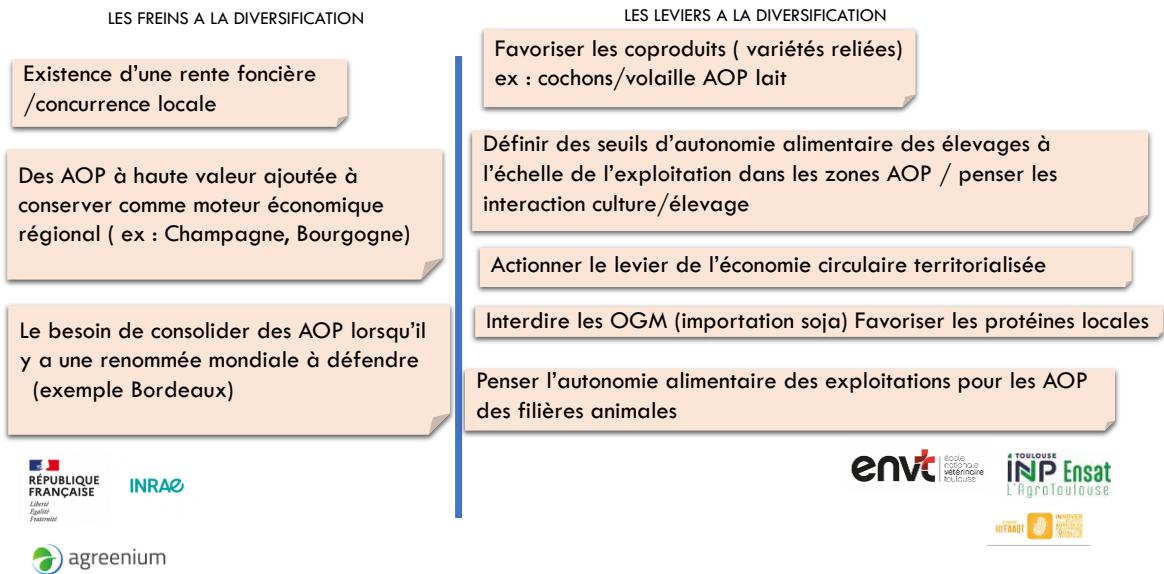 LES FREINS A LA DIVERSIFICATION
Existence d'une rente foncière
/concurrence locale
Des AOP à haute valeur ajoutée à
conserver comme moteur économique
régional ( ex : Champagne, Bourgogne)
Le besoin de consolider des AOP lorsqu'il
y a une renommée mondiale à défendre
(exemple Bordeaux)
LES LEVIERS A LA DIVERSIFICATION
Favoriser les coproduits ( variétés reliées)
ex : cochons/volaille AOP lait
Définir des seuils d'autonomie alimentaire des élevages à
l'échelle de l'exploitation dans les zones AOP / penser les
interaction culture/élevage
Actionner le levier de l'économie circulaire territorialisée
Interdire les OGM (importation soja) Favoriser les protéines locales
Penser l'autonomie alimentaire des exploitations pour les AOP
des filières animales
RÉPUBLIQUE
FRANÇAISE
Liberté
Égalité
Fraternité
INRAE
agreenium
envt
école
nationale
vétérinaire
toulouse
TOULOUSE
INP Ensat
L'AgroToulouse